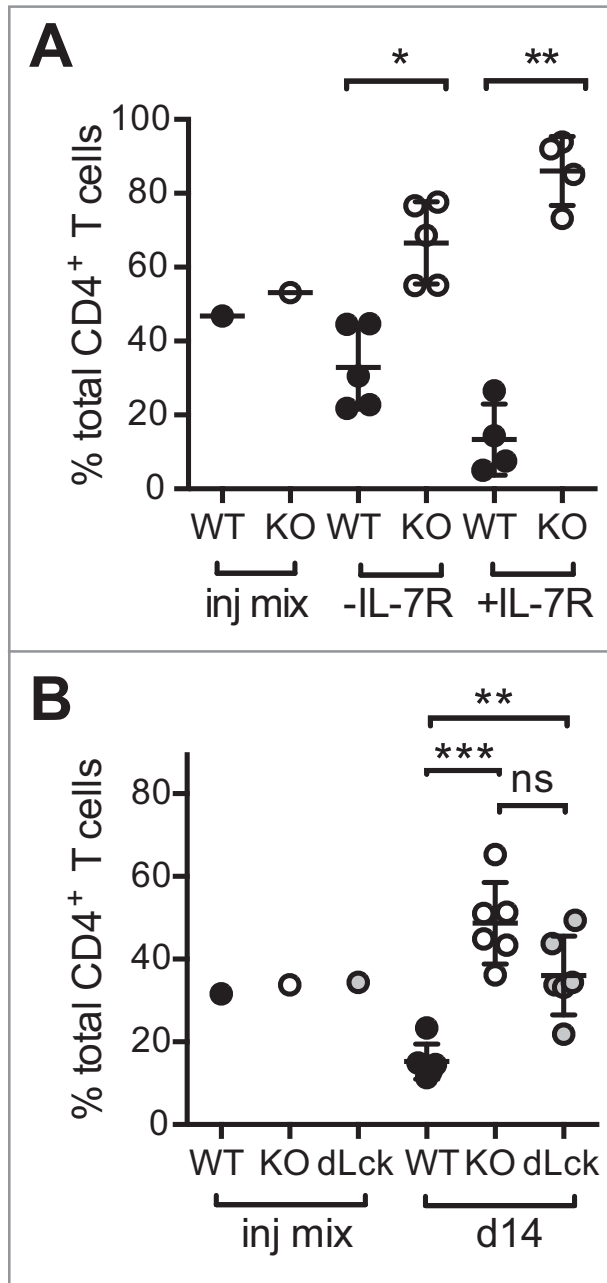 A
* **
% total CD4⁺ T cells
100
80
60
40
20
0
WT KO WT KO WT KO
inj mix -IL-7R +IL-7R
B
**
***
ns
% total CD4⁺ T cells
80
60
40
20
0
WT KO dLck WT KO dLck
inj mix d14